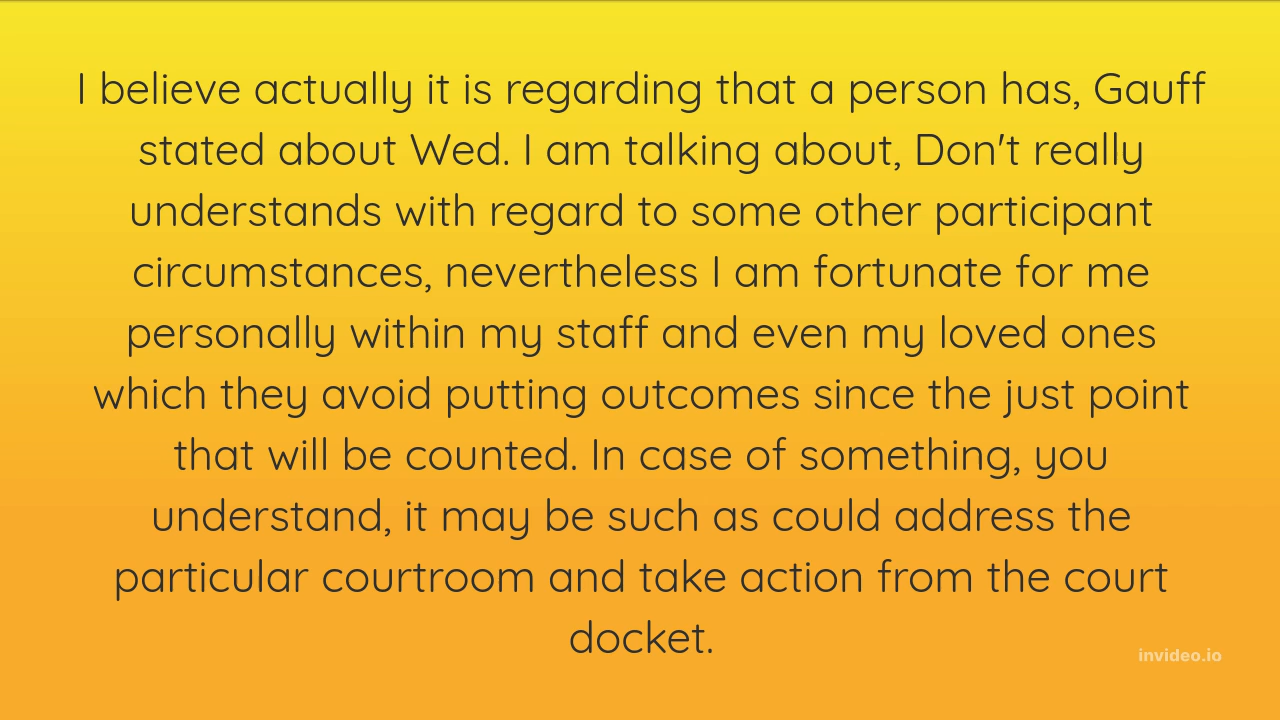 I believe actually it is regarding that a person has, Gauff
stated about Wed. I am talking about, Don't really
understands with regard to some other participant
circumstances, nevertheless I am fortunate for me
personally within my staff and even my loved ones
which they avoid putting outcomes since the just point
that will be counted. In case of something, you
understand, it may be such as could address the
particular courtroom and take action from the court
docket.
invideo.io